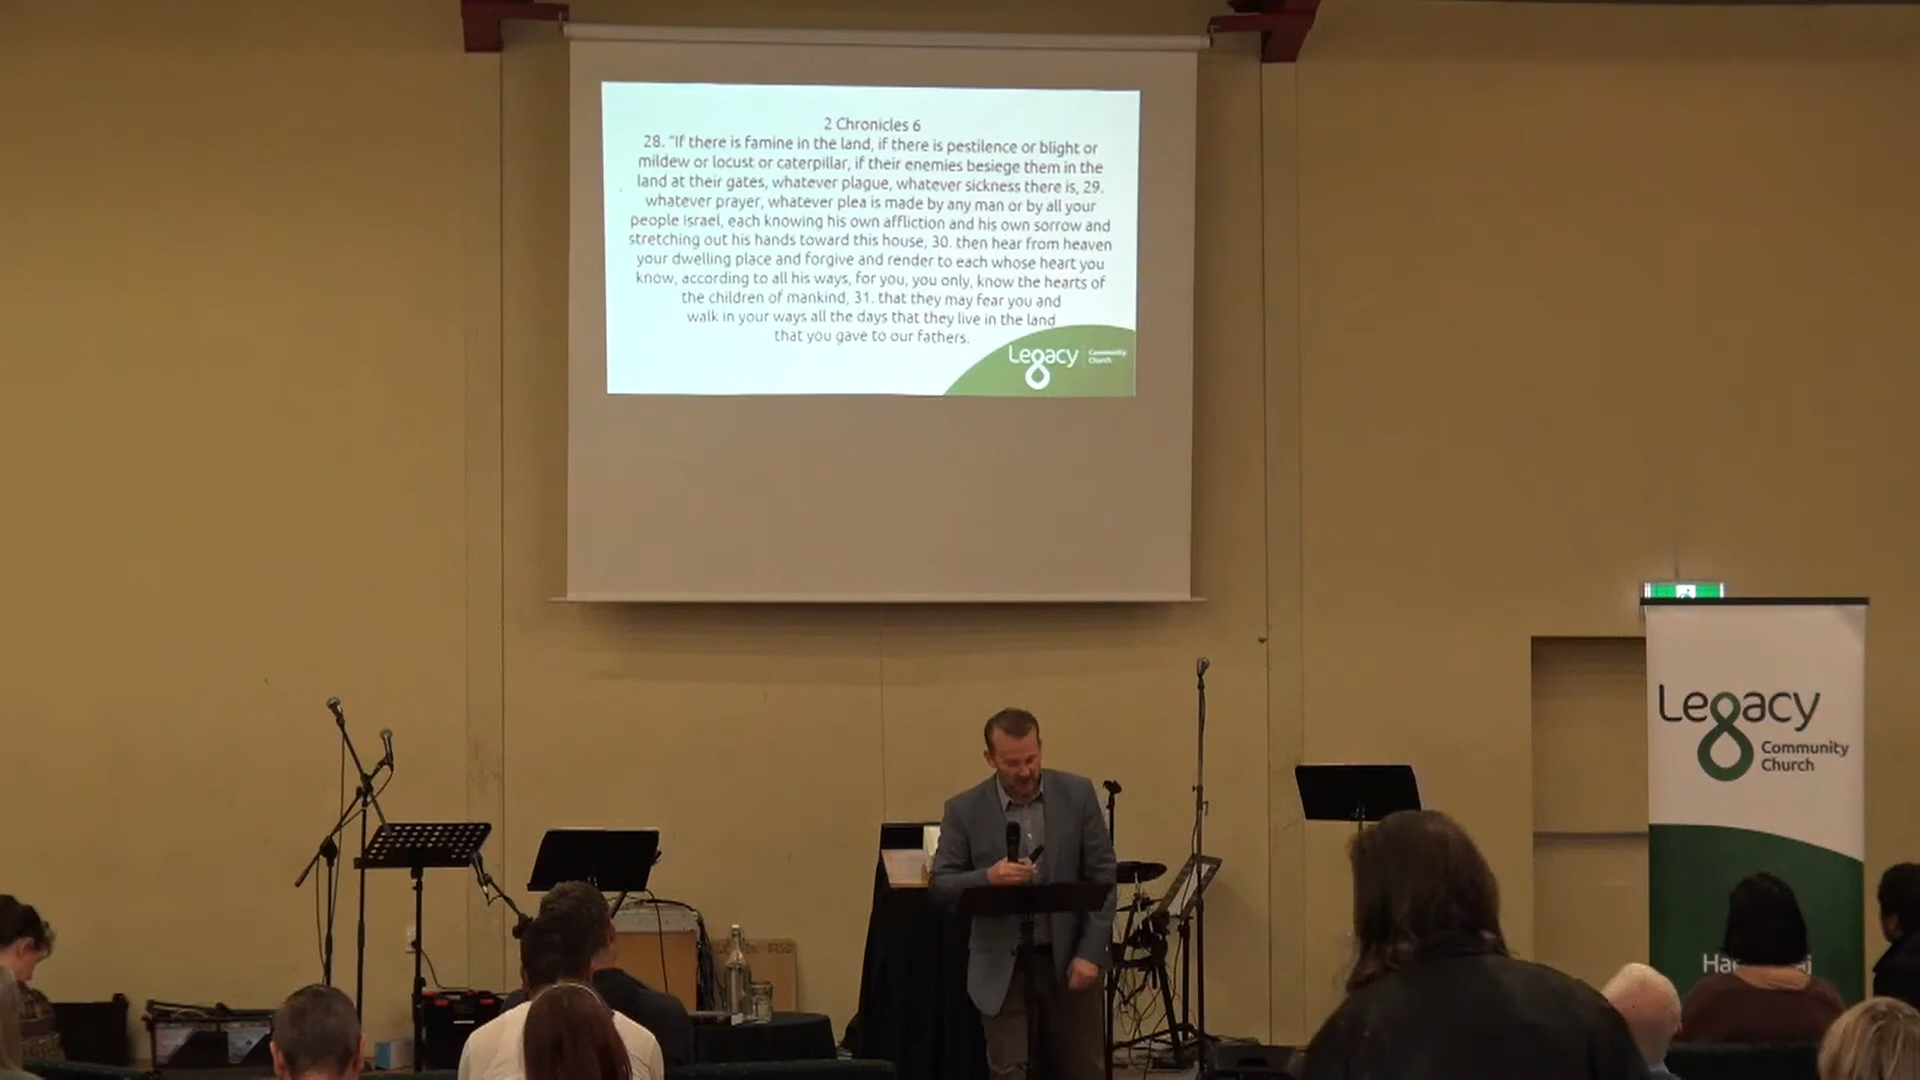 2 Chronicles 6
28. "If there is famine in the land, if there is pestilence or blight or
mildew or locust or caterpillar, if their enemies besiege them in the
land at their gates, whatever plague, whatever sickness there is, 29.
whatever prayer, whatever plea is made by any man or by all your
people Israel, each knowing his own affliction and his own sorrow and
stretching out his hands toward this house, 30. then hear from heaven
your dwelling place and forgive and render to each whose heart you
know, according to all his ways, for you, you only, know the hearts of
the children of mankind, 31. that they may fear you and
walk in your ways all the days that they live in the land
that you gave to our fathers.
Legacy Community
Church
Legacy
Community
Church